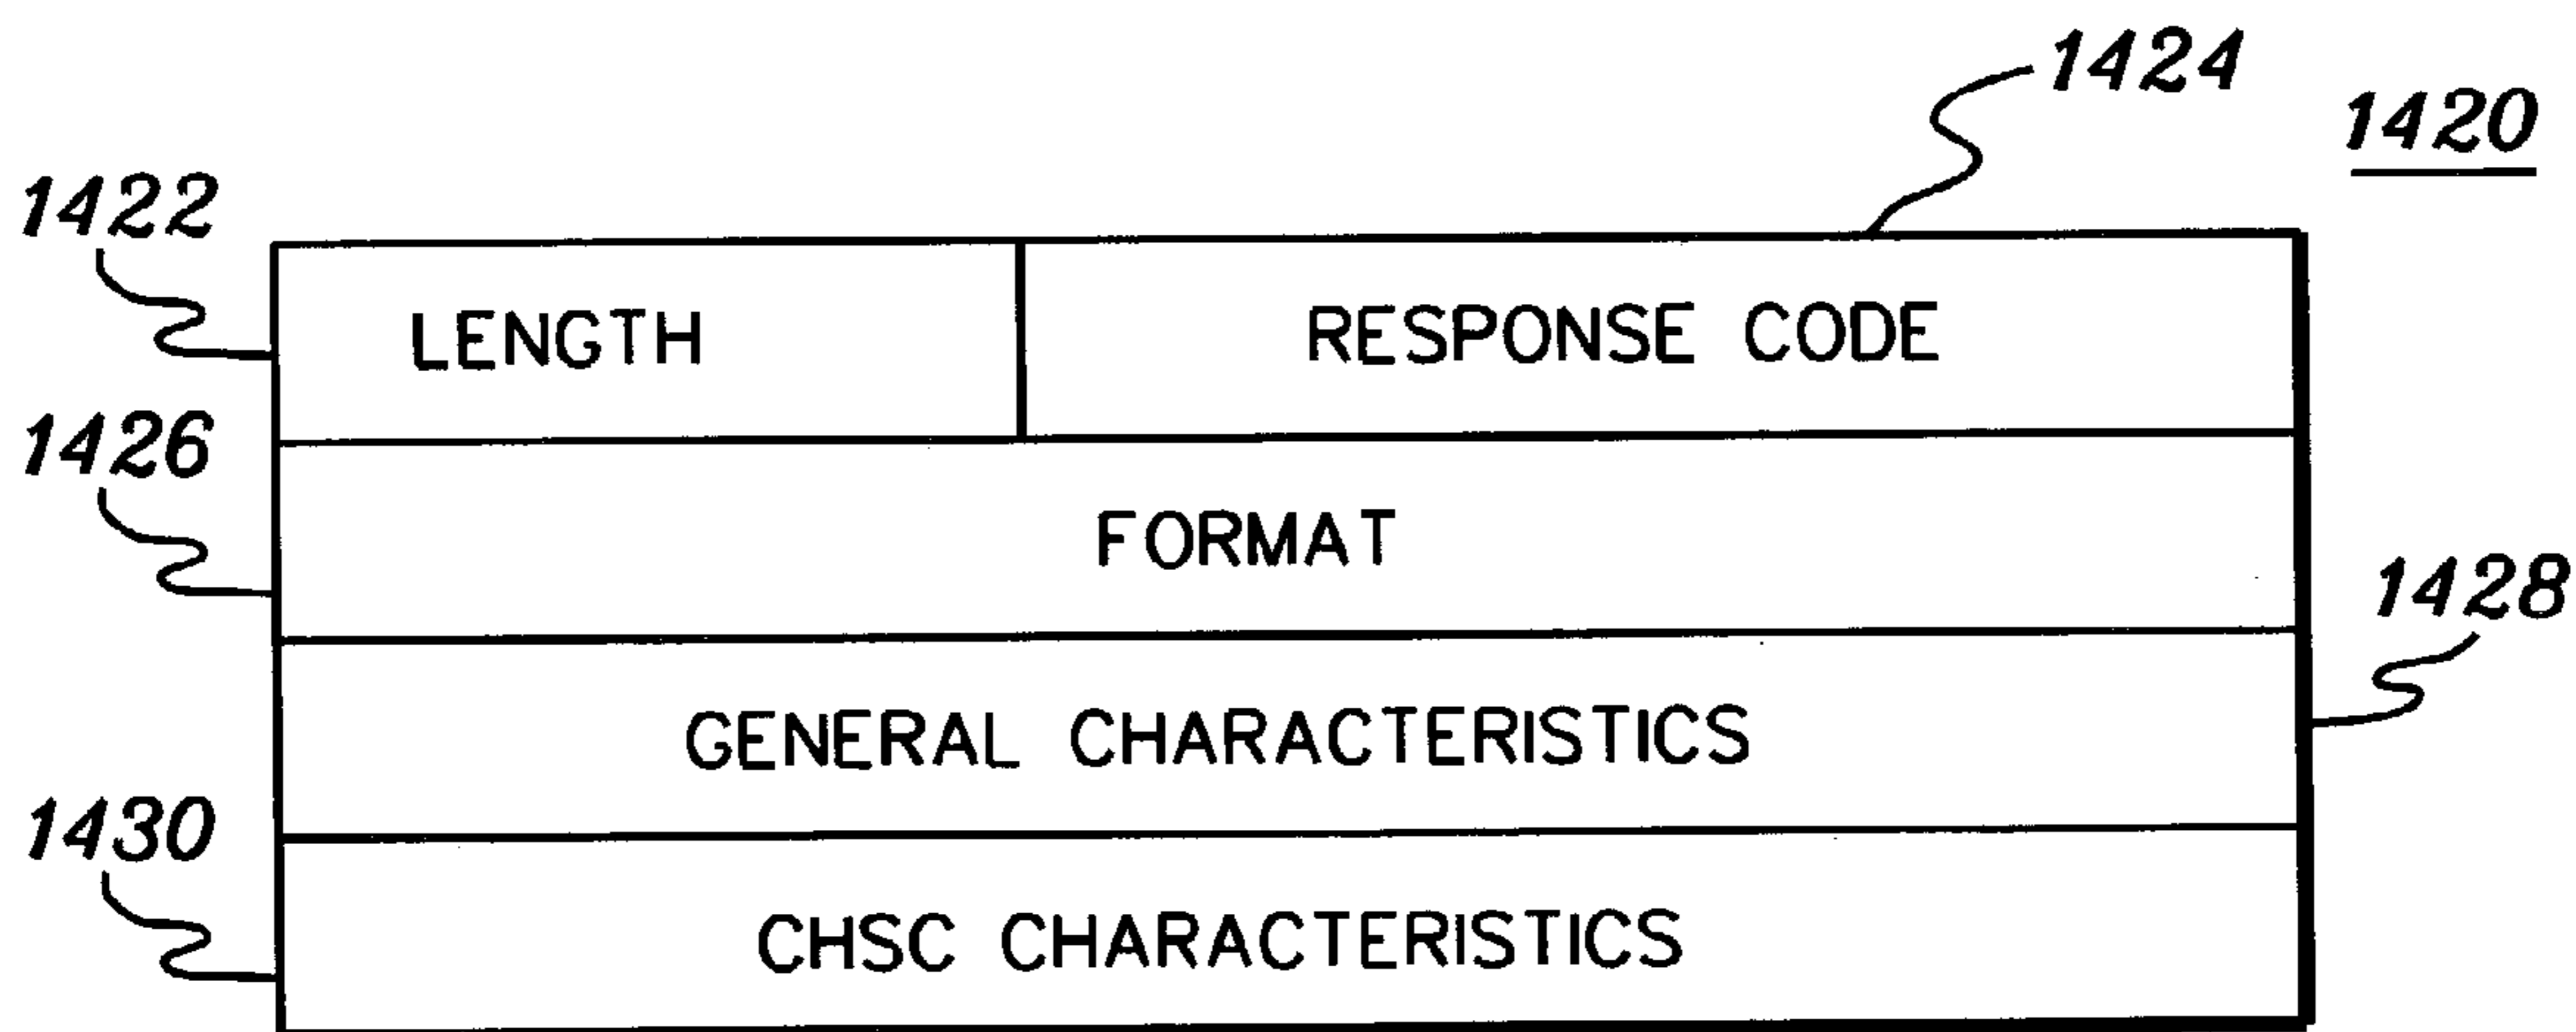 1424
1420
1422
LENGTH RESPONSE CODE
1426
FORMAT
1428
GENERAL CHARACTERISTICS
1430
CHSC CHARACTERISTICS